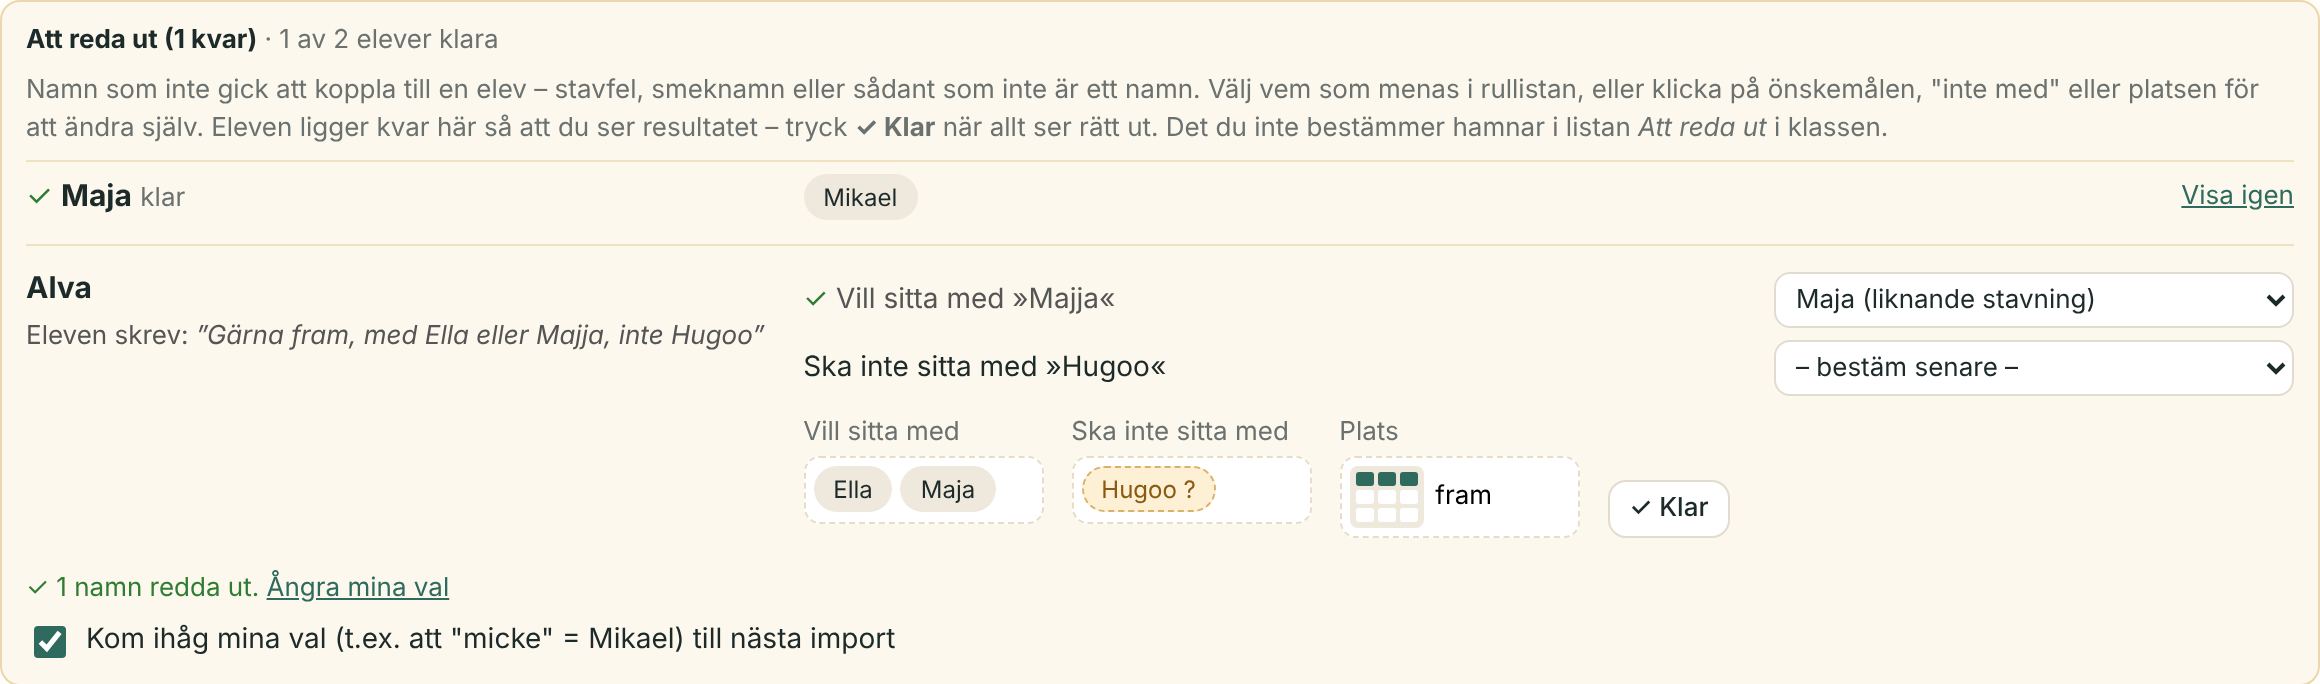 Att reda ut (1 kvar) · 1 av 2 elever klara
Namn som inte gick att koppla till en elev – stavfel, smeknamn eller sådant som inte är ett namn. Välj vem som menas i rullistan, eller klicka på önskemålen, "inte med" eller platsen för
att ändra själv. Eleven ligger kvar här så att du ser resultatet – tryck ✓ Klar när allt ser rätt ut. Det du inte bestämmer hamnar i listan Att reda ut i klassen.
✓ Maja klar
Mikael
Visa igen
Alva
Eleven skrev: ”Gärna fram, med Ella eller Majja, inte Hugoo”
✓ Vill sitta med »Majja«
Maja (liknande stavning)
Ska inte sitta med »Hugoo«
– bestäm senare –
Vill sitta med
Ska inte sitta med
Plats
Ella
Maja
Hugoo ?
fram
✓ Klar
✓ 1 namn redda ut. Ångra mina val
Kom ihåg mina val (t.ex. att "micke" = Mikael) till nästa import